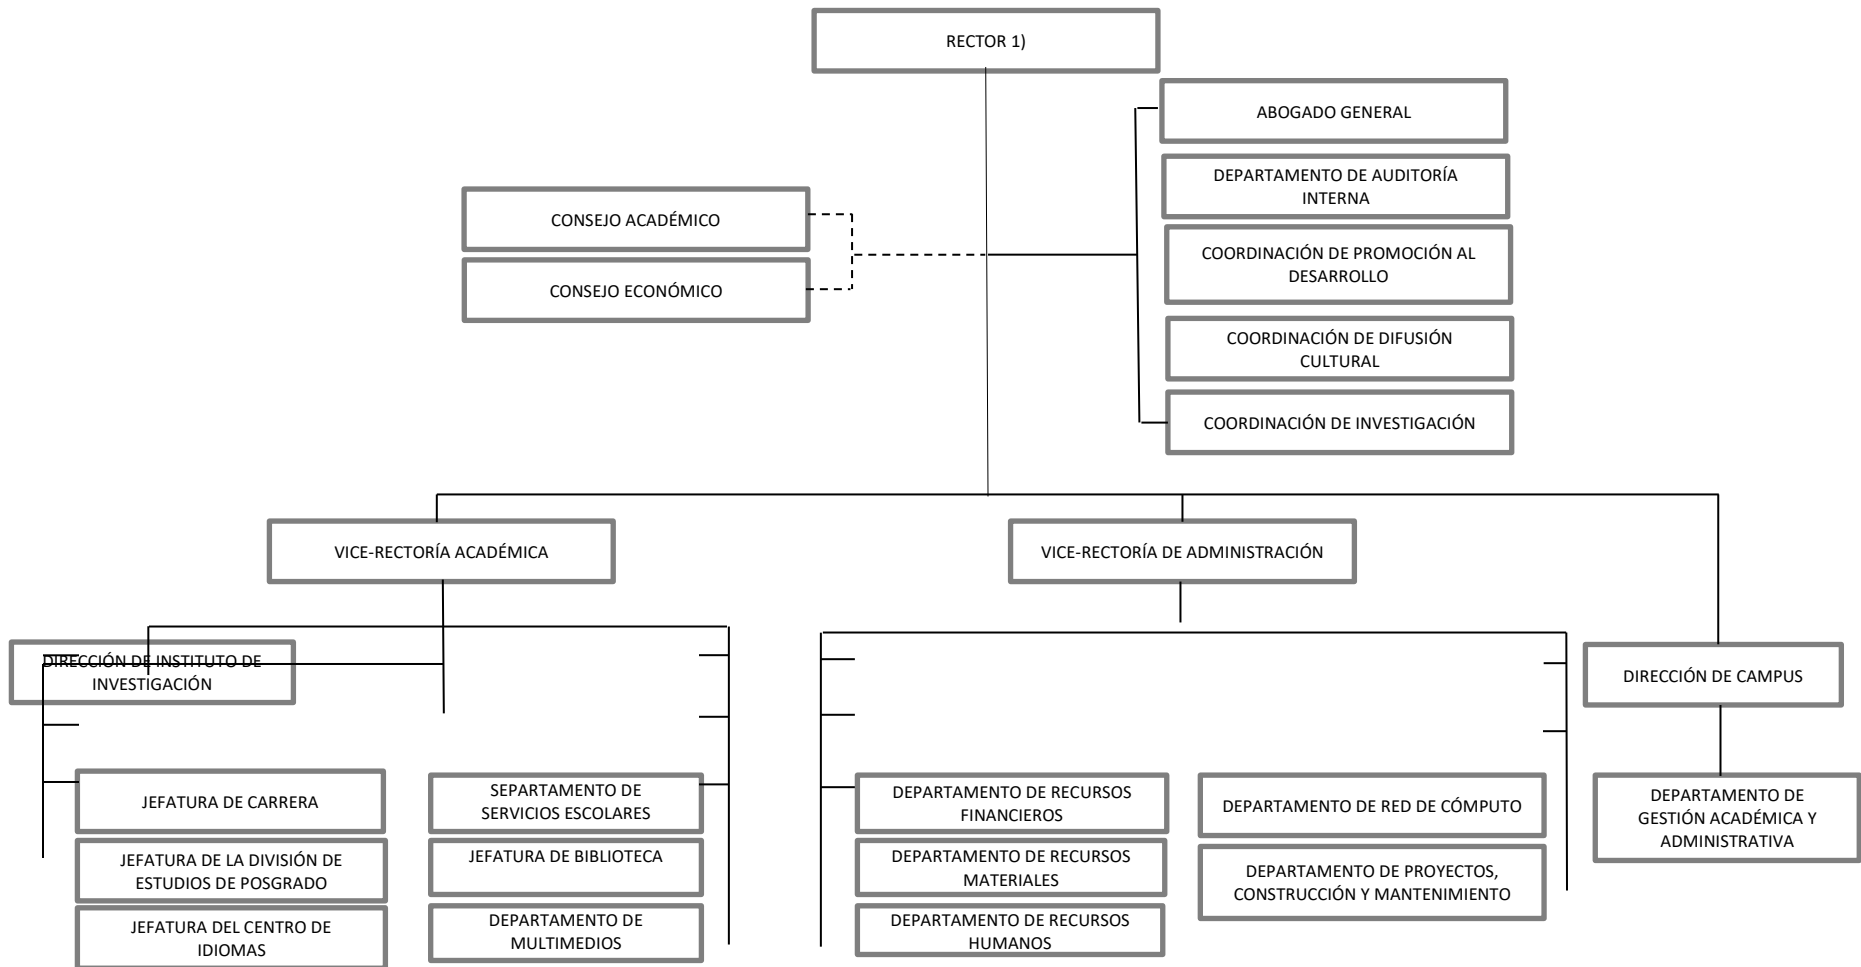 RECTOR 1)
ABOGADO GENERAL
DEPARTAMENTO DE AUDITORÍA
INTERNA
CONSEJO ACADÉMICO
COORDINACIÓN DE PROMOCIÓN AL
DESARROLLO
CONSEJO ECONÓMICO
COORDINACIÓN DE DIFUSIÓN
CULTURAL
COORDINACIÓN DE INVESTIGACIÓN
VICE-RECTORÍA ACADÉMICA
VICE-RECTORÍA DE ADMINISTRACIÓN
DIRECCIÓN DE INSTITUTO DE
INVESTIGACIÓN
DIRECCIÓN DE CAMPUS
JEFATURA DE CARRERA
SEPARTAMENTO DE
SERVICIOS ESCOLARES
DEPARTAMENTO DE RECURSOS
FINANCIEROS
DEPARTAMENTO DE RED DE CÓMPUTO
DEPARTAMENTO DE
GESTIÓN ACADÉMICA Y
ADMINISTRATIVA
JEFATURA DE LA DIVISIÓN DE
ESTUDIOS DE POSGRADO
JEFATURA DE BIBLIOTECA
DEPARTAMENTO DE RECURSOS
MATERIALES
DEPARTAMENTO DE PROYECTOS,
CONSTRUCCIÓN Y MANTENIMIENTO
JEFATURA DEL CENTRO DE
IDIOMAS
DEPARTAMENTO DE
MULTIMEDIOS
DEPARTAMENTO DE RECURSOS
HUMANOS